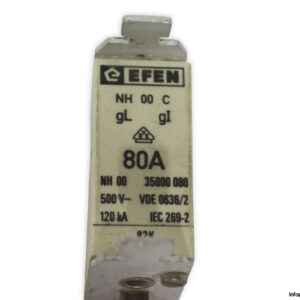 EFEN
NH 00 C
gL gI
80A
NH 00 35000 080
500 V~ VDE 0636/2
120 kA IEC 269-2